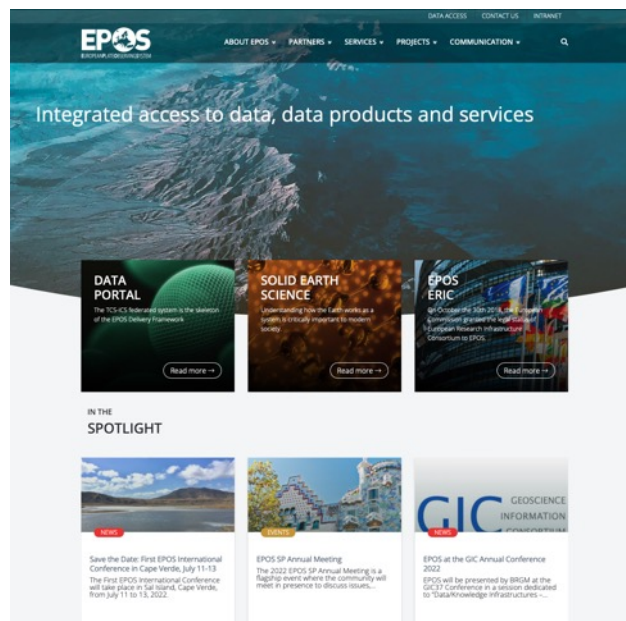 DATA ACCESS CONTACT US INTRANET
EPOS
EUROPEAN PLATE OBSERVING SYSTEM
ABOUT EPOS PARTNERS SERVICES PROJECTS COMMUNICATION
Integrated access to data, data products and services
DATA
PORTAL
The TCS-ICS federated system is the skeleton
of the EPOS Delivery Framework
Read more →
SOLID EARTH
SCIENCE
Understanding how the Earth works as a
system is critically important to modern
society
Read more →
EPOS
ERIC
On October the 30th 2018, the European
Commission granted the legal status of
European Research Infrastructure
Consortium to EPOS.
Read more →
IN THE
SPOTLIGHT
NEWS
Save the Date: First EPOS International
Conference in Cape Verde, July 11-13
The First EPOS International Conference
will take place in Sal Island, Cape Verde,
from July 11 to 13, 2022.
EVENTS
EPOS SP Annual Meeting
The 2022 EPOS SP Annual Meeting is a
flagship event where the community will
meet in presence to discuss issues,...
GIC
GEOSCIENCE
INFORMATION
CONSORTIUM
NEWS
EPOS at the GIC Annual Conference
2022
EPOS will be presented by BRGM at the
GIC37 Conference in a session dedicated
to "Data/Knowledge Infrastructures –...